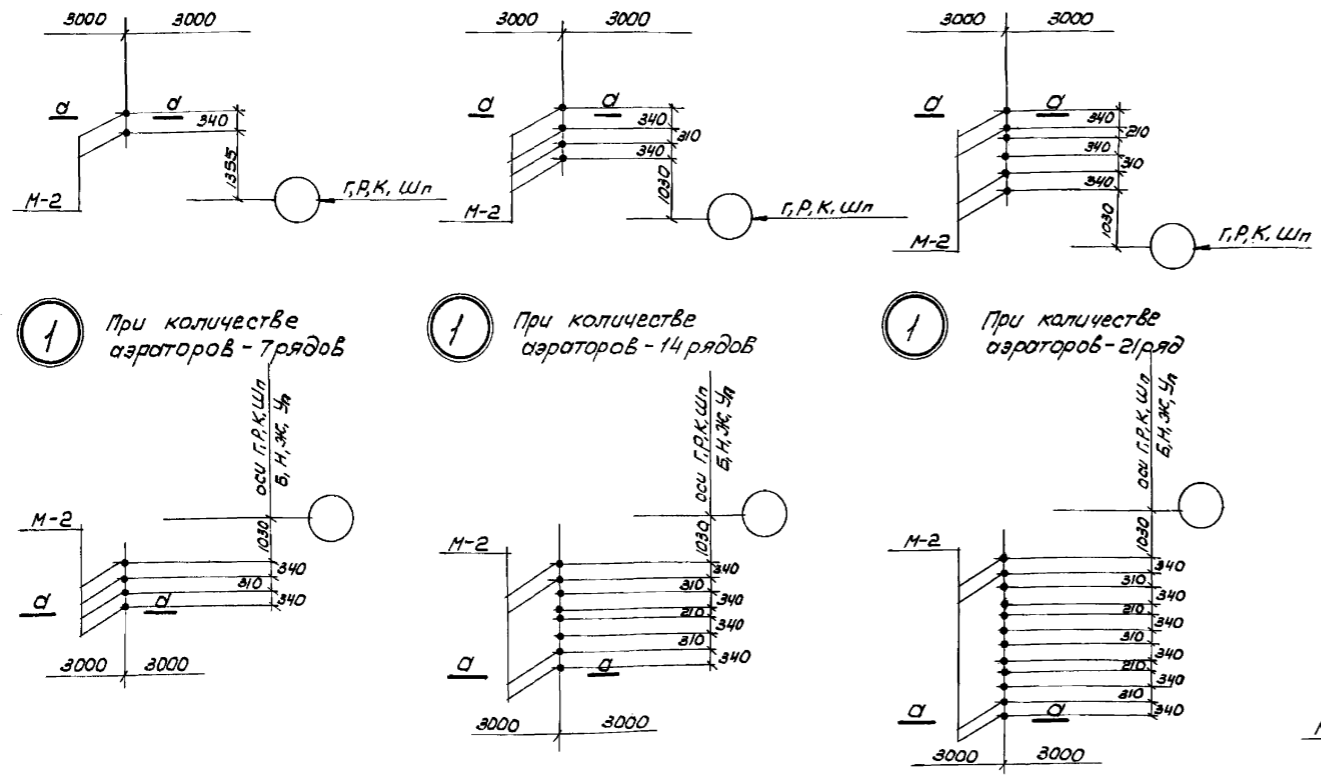 3000 3000
а а
340
1355
М-2
Г,Р,К, Шп
3000 3000
а а
340
310
340
1030
М-2
Г,Р,К, Шп
3000 3000
а а
340
210
340
310
340
1030
М-2
Г,Р,К, Шп
1
При количестве
аэраторов - 7 рядов
1
При количестве
аэраторов - 14 рядов
1
При количестве
аэраторов - 21 ряд
оси Г,Р,К,Шп
Б,Н,Ж,Уп
М-2
1030
340
310
340
а а
3000 3000
оси Г,Р,К,Шп
Б,Н,Ж,Уп
М-2
1030
340
310
340
210
340
310
340
а а
3000 3000
оси Г,Р,К,Шп
Б,Н,Ж,Уп
М-2
1030
340
310
340
210
340
310
340
210
340
310
340
а а
3000 3000